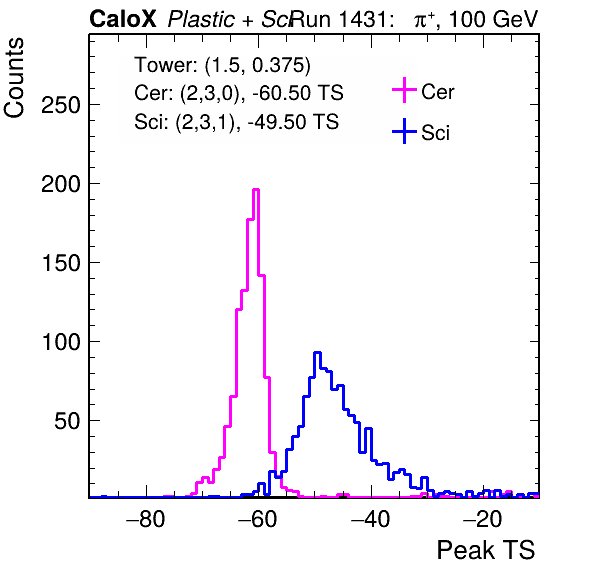 CaloX Plastic + SciRun 1431: π+, 100 GeV
Tower: (1.5, 0.375)
Cer: (2,3,0), -60.50 TS
Sci: (2,3,1), -49.50 TS
Cer
Sci
Counts
250
200
150
100
50
−80 −60 −40 −20
Peak TS